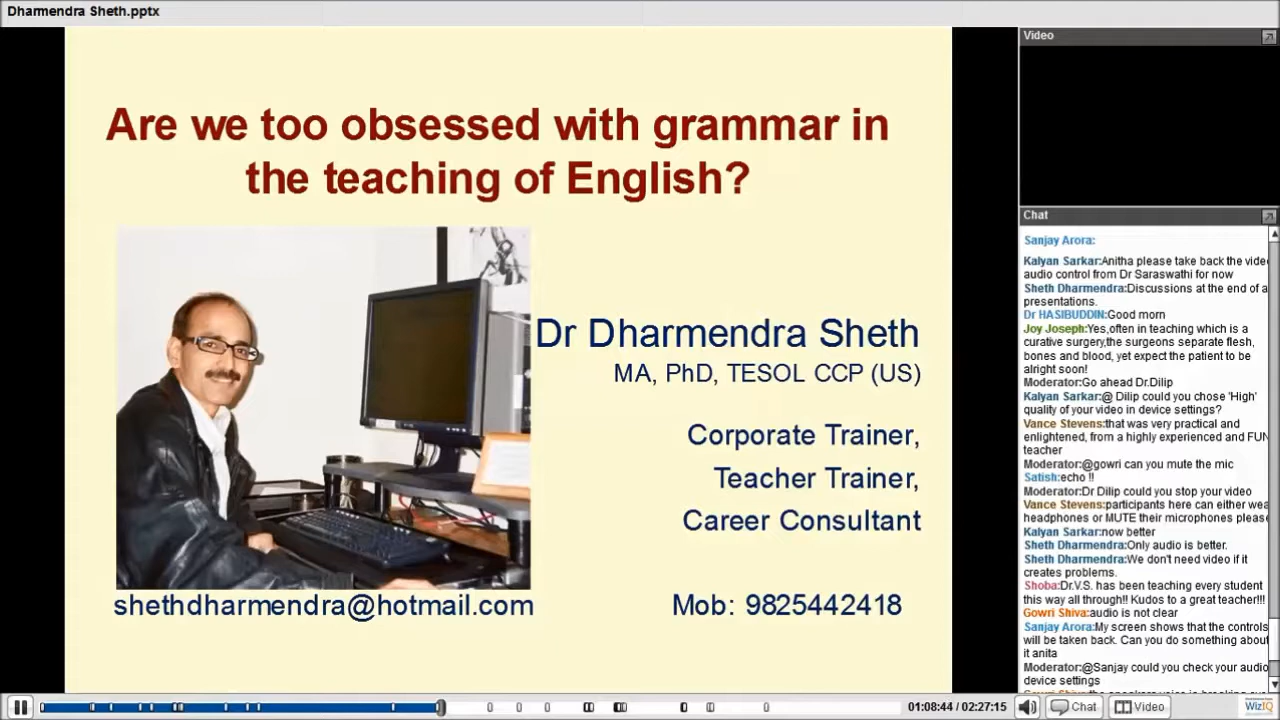 Dharmendra Sheth.pptx
Are we too obsessed with grammar in
the teaching of English?
Dr Dharmendra Sheth
MA, PhD, TESOL CCP (US)
Corporate Trainer,
Teacher Trainer,
Career Consultant
shethdharmendra@hotmail.com
Mob: 9825442418
Video
Chat
Sanjay Arora:
Kalyan Sarkar:Anitha please take back the video
audio control from Dr Saraswathi for now
Sheth Dharmendra:Discussions at the end of a
presentations.
Dr HASIBUDDIN:Good morn
Joy Joseph:Yes,often in teaching which is a
curative surgery,the surgeons separate flesh,
bones and blood, yet expect the patient to be
alright soon!
Moderator:Go ahead Dr.Dilip
Kalyan Sarkar:@ Dilip could you chose 'High'
quality of your video in device settings?
Vance Stevens:that was very practical and
enlightened, from a highly experienced and FUN
teacher
Moderator:@gowri can you mute the mic
Satish:echo !!
Moderator:Dr Dilip could you stop your video
Vance Stevens:participants here can either wea
headphones or MUTE their microphones please
Kalyan Sarkar:now better
Sheth Dharmendra:Only audio is better.
Sheth Dharmendra:We don't need video if it
creates problems.
Shoba:Dr.V.S. has been teaching every student
this way all through!! Kudos to a great teacher!!!
Gowri Shiva:audio is not clear
Sanjay Arora:My screen shows that the controls
will be taken back. Can you do something about
it anita
Moderator:@Sanjay could you check your audio
device settings
01:08:44 / 02:27:15
Chat
Video
WizIQ